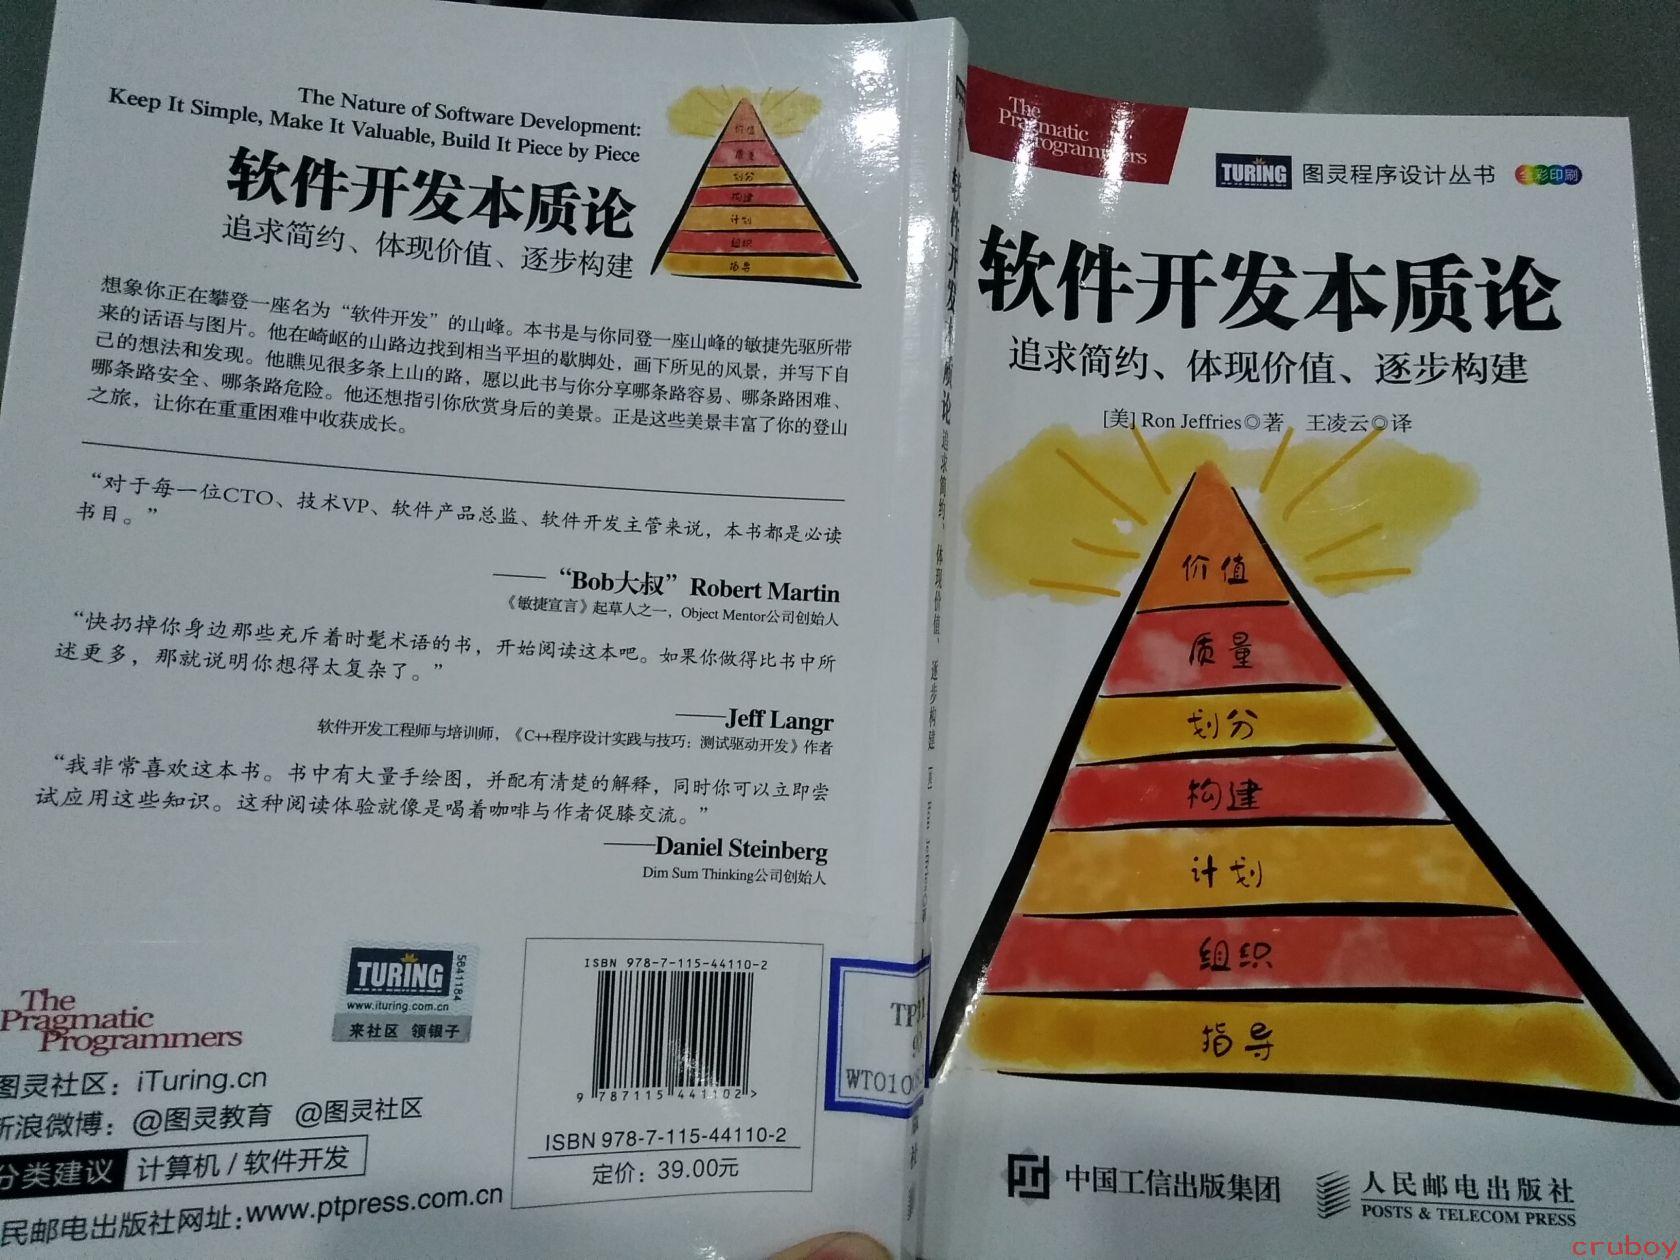 The Nature of Software Development:
Keep It Simple, Make It Valuable, Build It Piece by Piece
软件开发本质论
追求简约、体现价值、逐步构建
价值
质量
划分
构建
计划
组织
指导
想象你正在攀登一座名为“软件开发”的山峰。本书是与你同登一座山峰的敏捷先驱所带
来的话语与图片。他在崎岖的山路边找到相当平坦的歇脚处，画下所见的风景，并写下自
己的想法和发现。他瞧见很多条上山的路，愿以此书与你分享哪条路容易、哪条路困难、
哪条路安全、哪条路危险。他还想指引你欣赏身后的美景。正是这些美景丰富了你的登山
之旅，让你在重重困难中收获成长。
“对于每一位CTO、技术VP、软件产品总监、软件开发主管来说，本书都是必读
书目。”
——“Bob大叔”Robert Martin
《敏捷宣言》起草人之一，Object Mentor公司创始人
“快扔掉你身边那些充斥着时髦术语的书，开始阅读这本吧。如果你做得比书中所
述更多，那就说明你想得太复杂了。”
——Jeff Langr
软件开发工程师与培训师，《C++程序设计实践与技巧：测试驱动开发》作者
“我非常喜欢这本书。书中有大量手绘图，并配有清楚的解释，同时你可以立即尝
试应用这些知识。这种阅读体验就像是喝着咖啡与作者促膝交流。”
——Daniel Steinberg
Dim Sum Thinking公司创始人
The
Pragmatic
Programmers
TURING
www.ituring.com.cn
来社区 领银子
5841184
图灵社区：iTuring.cn
新浪微博：@图灵教育 @图灵社区
分类建议 计算机/软件开发
民邮电出版社网址:www.ptpress.com.cn
ISBN 978-7-115-44110-2
9 787115 441102 >
ISBN 978-7-115-44110-2
定价：39.00元
WT010
软件开发本质论 追求简约、体现价值、逐步构建
The
Pragmatic
Programmers
TURING 图灵程序设计丛书 全彩印刷
软件开发本质论
追求简约、体现价值、逐步构建
[美] Ron Jeffries◎著 王凌云◎译
价值
质量
划分
构建
计划
组织
指导
中国工信出版集团
人民邮电出版社
POSTS & TELECOM PRESS
cruboy